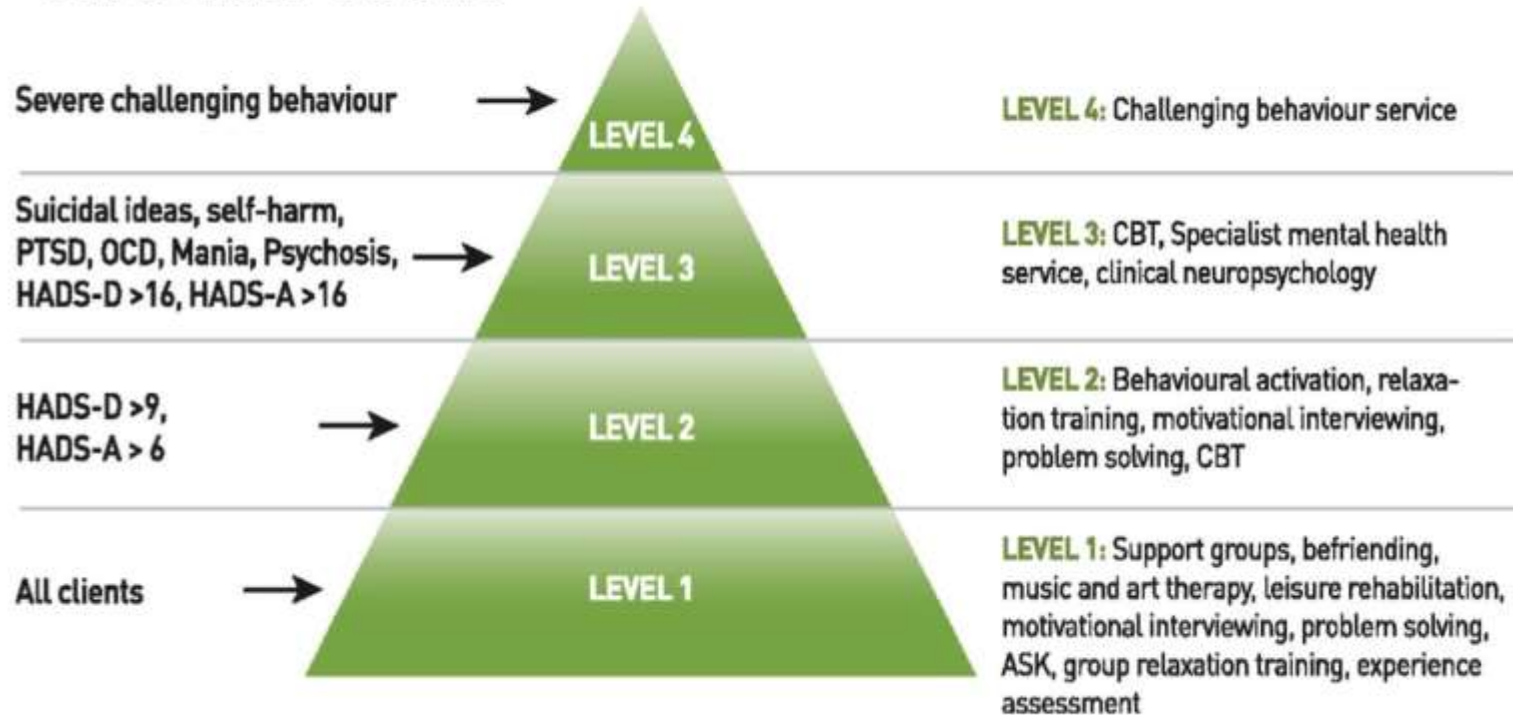 Severe challenging behaviour
LEVEL 4
LEVEL 4: Challenging behaviour service
Suicidal ideas, self-harm,
PTSD, OCD, Mania, Psychosis,
HADS-D >16, HADS-A >16
LEVEL 3
LEVEL 3: CBT, Specialist mental health
service, clinical neuropsychology
HADS-D >9,
HADS-A > 6
LEVEL 2
LEVEL 2: Behavioural activation, relaxa-
tion training, motivational interviewing,
problem solving, CBT
All clients
LEVEL 1
LEVEL 1: Support groups, befriending,
music and art therapy, leisure rehabilitation,
motivational interviewing, problem solving,
ASK, group relaxation training, experience
assessment